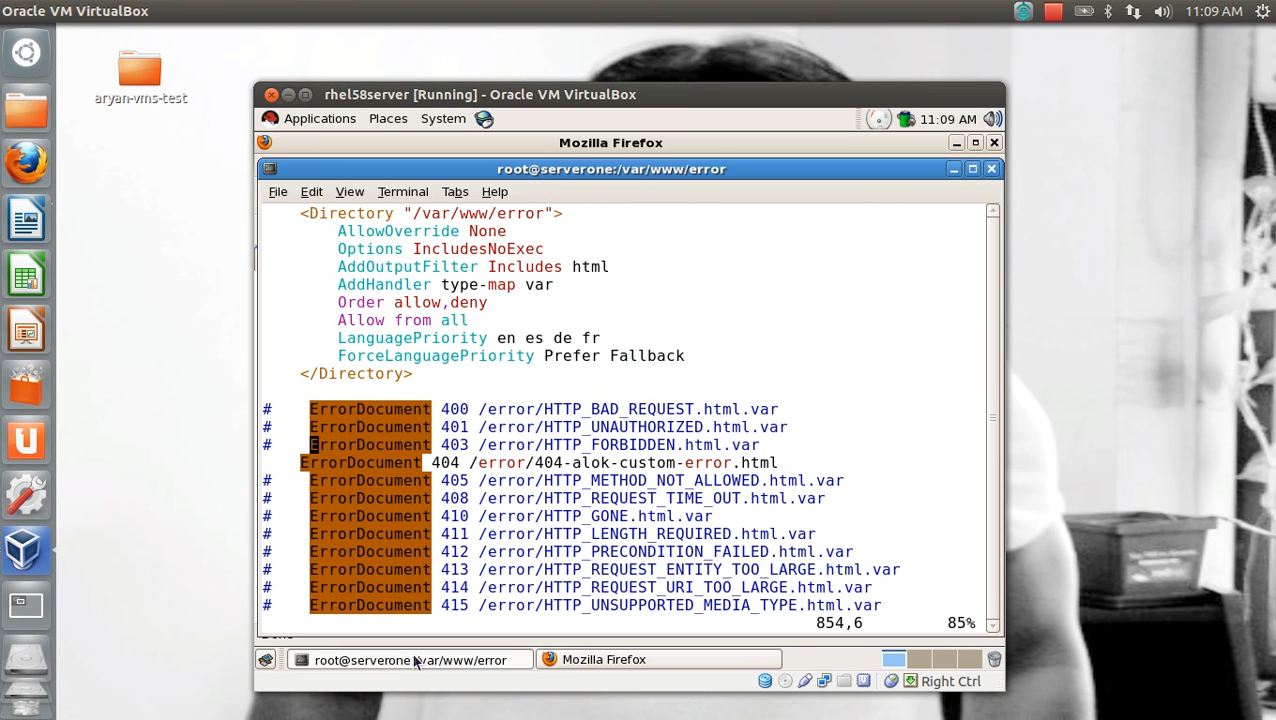 Oracle VM VirtualBox
11:09 AM
aryan-vms-test
rhel58server [Running] - Oracle VM VirtualBox
Applications Places System
11:09 AM
Mozilla Firefox
root@serverone:/var/www/error
File Edit View Terminal Tabs Help
<Directory "/var/www/error">
AllowOverride None
Options IncludesNoExec
AddOutputFilter Includes html
AddHandler type-map var
Order allow,deny
Allow from all
LanguagePriority en es de fr
ForceLanguagePriority Prefer Fallback
</Directory>
# ErrorDocument 400 /error/HTTP_BAD_REQUEST.html.var
# ErrorDocument 401 /error/HTTP_UNAUTHORIZED.html.var
# ErrorDocument 403 /error/HTTP_FORBIDDEN.html.var
ErrorDocument 404 /error/404-alok-custom-error.html
# ErrorDocument 405 /error/HTTP_METHOD_NOT_ALLOWED.html.var
# ErrorDocument 408 /error/HTTP_REQUEST_TIME_OUT.html.var
# ErrorDocument 410 /error/HTTP_GONE.html.var
# ErrorDocument 411 /error/HTTP_LENGTH_REQUIRED.html.var
# ErrorDocument 412 /error/HTTP_PRECONDITION_FAILED.html.var
# ErrorDocument 413 /error/HTTP_REQUEST_ENTITY_TOO_LARGE.html.var
# ErrorDocument 414 /error/HTTP_REQUEST_URI_TOO_LARGE.html.var
# ErrorDocument 415 /error/HTTP_UNSUPPORTED_MEDIA_TYPE.html.var
854,6 85%
root@serverone:/var/www/error
Mozilla Firefox
Right Ctrl